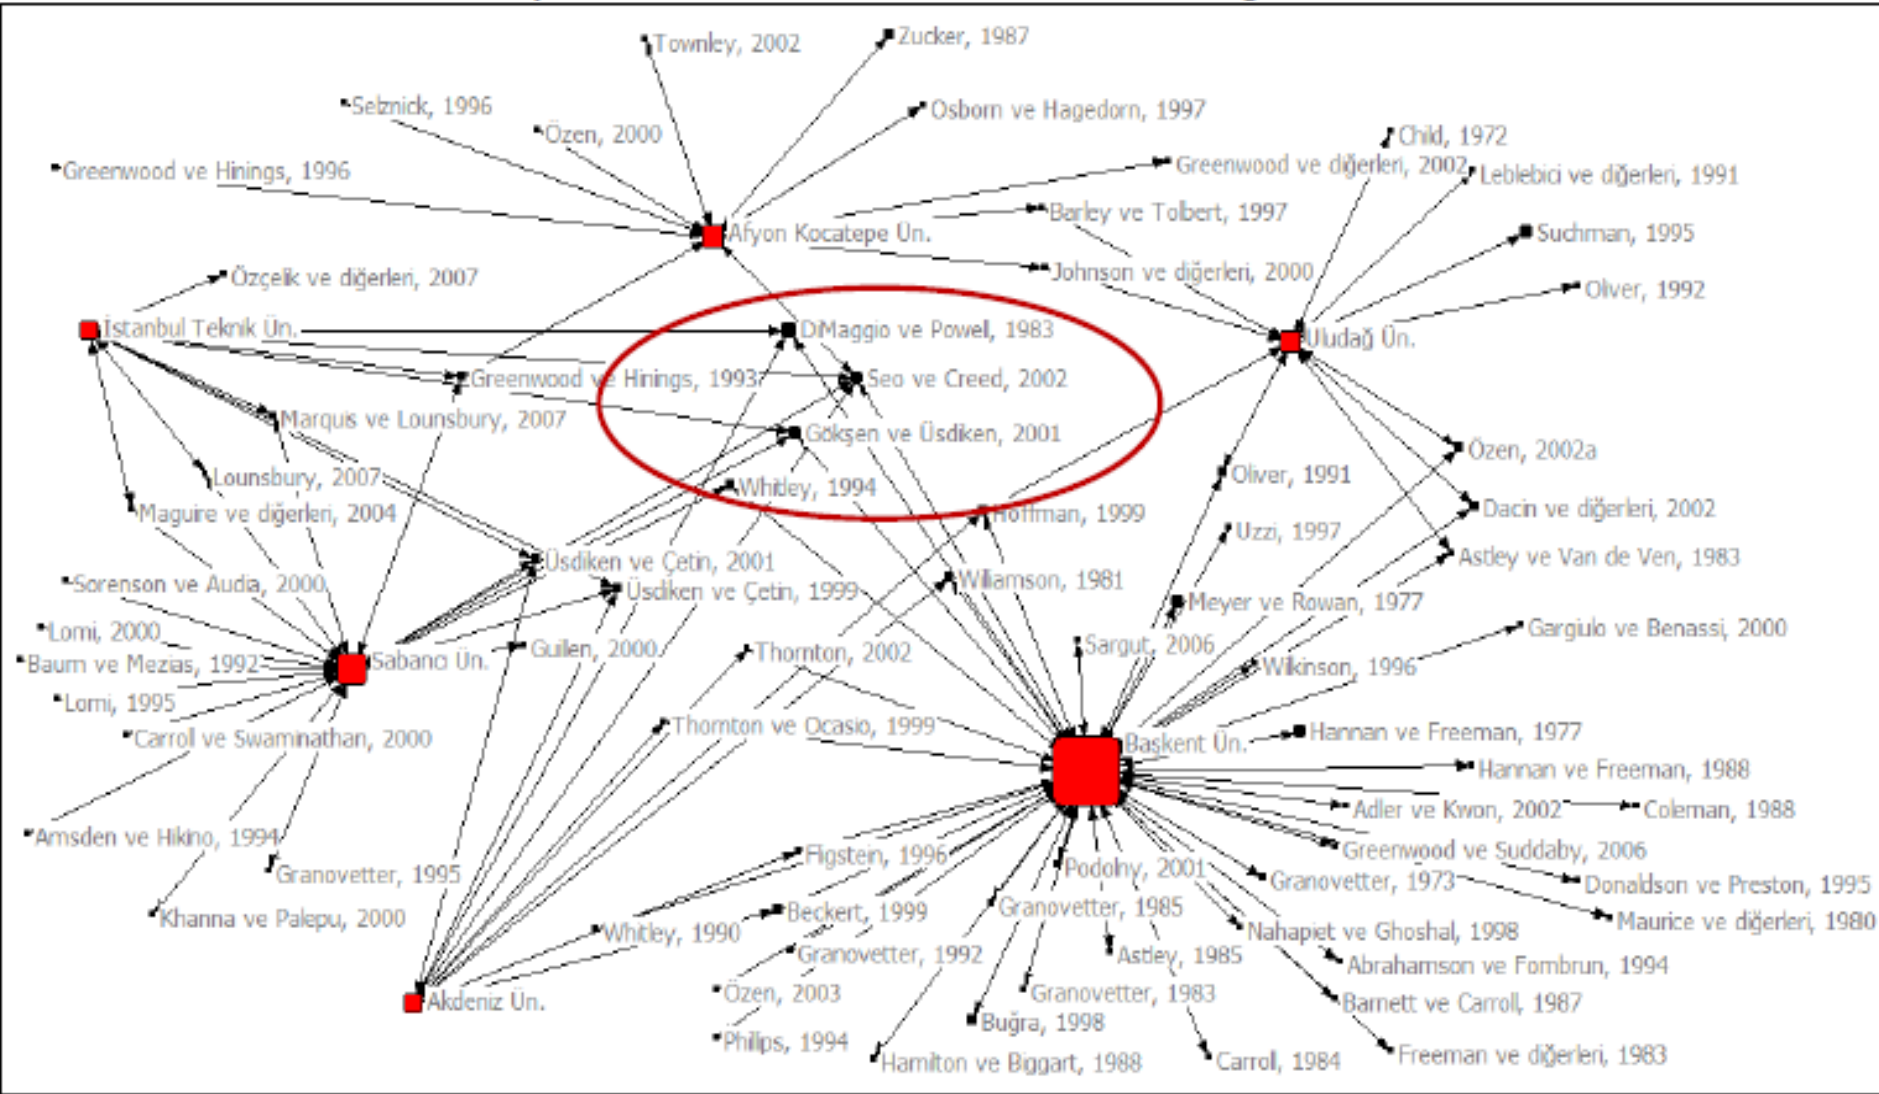 Townley, 2002
Zucker, 1987
Selznick, 1996
Özen, 2000
Osborn ve Hagedorn, 1997
Child, 1972
Greenwood ve Hinings, 1996
Greenwood ve diğerleri, 2002
Leblebici ve diğerleri, 1991
Barley ve Tolbert, 1997
Afyon Kocatepe Ün.
Suchman, 1995
Özçelik ve diğerleri, 2007
Johnson ve diğerleri, 2000
Oliver, 1992
İstanbul Teknik Ün.
DiMaggio ve Powell, 1983
Uludağ Ün.
Greenwood ve Hinings, 1993
Seo ve Creed, 2002
Marquis ve Lounsbury, 2007
Gökşen ve Üsdiken, 2001
Özen, 2002a
Lounsbury, 2007
Whitley, 1994
Oliver, 1991
Maguire ve diğerleri, 2004
Hoffman, 1999
Dacin ve diğerleri, 2002
Uzzi, 1997
Astley ve Van de Ven, 1983
Üsdiken ve Çetin, 2001
Sorenson ve Audia, 2000
Üsdiken ve Çetin, 1999
Williamson, 1981
Meyer ve Rowan, 1977
Lomi, 2000
Gargiulo ve Benassi, 2000
Baum ve Mezias, 1992
Sabancı Ün.
Guillen, 2000
Thornton, 2002
Sargut, 2006
Wilkinson, 1996
Lomi, 1995
Carroll ve Swaminathan, 2000
Thornton ve Ocasio, 1999
Başkent Ün.
Hannan ve Freeman, 1977
Hannan ve Freeman, 1988
Adler ve Kwon, 2002
Coleman, 1988
Amsden ve Hikino, 1994
Granovetter, 1995
Fligstein, 1996
Podolny, 2001
Greenwood ve Suddaby, 2006
Granovetter, 1973
Donaldson ve Preston, 1995
Khanna ve Palepu, 2000
Beckert, 1999
Granovetter, 1985
Maurice ve diğerleri, 1980
Whitley, 1990
Nahapiet ve Ghoshal, 1998
Granovetter, 1992
Astley, 1985
Abrahamson ve Fombrun, 1994
Akdeniz Ün.
Özen, 2003
Granovetter, 1983
Barnett ve Carroll, 1987
Buğra, 1998
Philips, 1994
Hamilton ve Biggart, 1988
Carroll, 1984
Freeman ve diğerleri, 1983